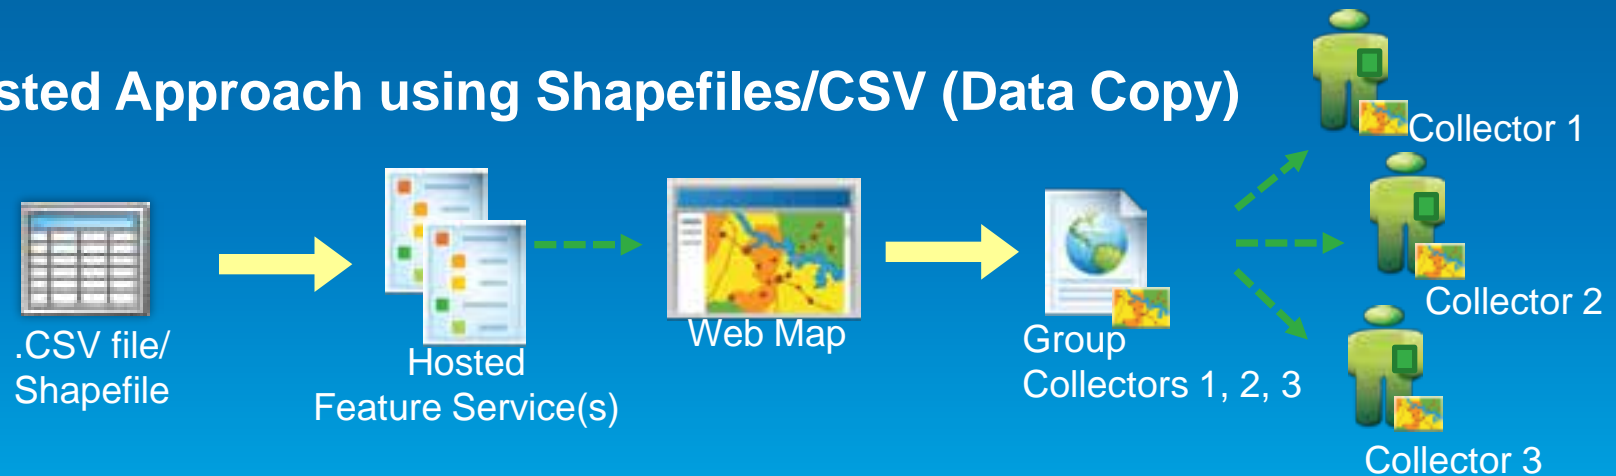 sted Approach using Shapefiles/CSV (Data Copy)
.CSV file/
Shapefile
Hosted
Feature Service(s)
Web Map
Group
Collectors 1, 2, 3
Collector 1
Collector 2
Collector 3